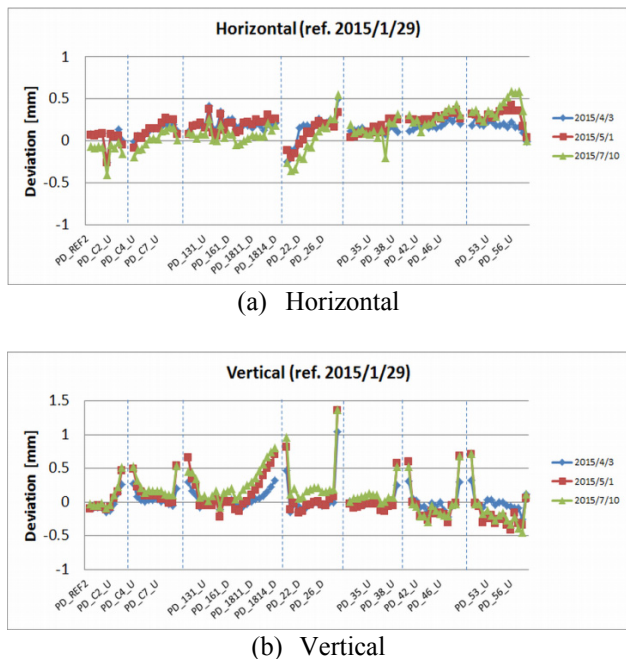 Horizontal (ref. 2015/1/29)
Deviation [mm]
1
0.5
0
-0.5
-1
PD_REF2
PD_C2_U
PD_C4_U
PD_C7_U
PD_131_U
PD_161_D
PD_1811_D
PD_1814_D
PD_22_D
PD_26_D
PD_35_U
PD_38_U
PD_42_U
PD_46_U
PD_53_U
PD_56_U
2015/4/3
2015/5/1
2015/7/10
(a) Horizontal
Vertical (ref. 2015/1/29)
Deviation [mm]
1.5
1
0.5
0
-0.5
-1
PD_REF2
PD_C2_U
PD_C4_U
PD_C7_U
PD_131_U
PD_161_D
PD_1811_D
PD_1814_D
PD_22_D
PD_26_D
PD_35_U
PD_38_U
PD_42_U
PD_46_U
PD_53_U
PD_56_U
2015/4/3
2015/5/1
2015/7/10
(b) Vertical